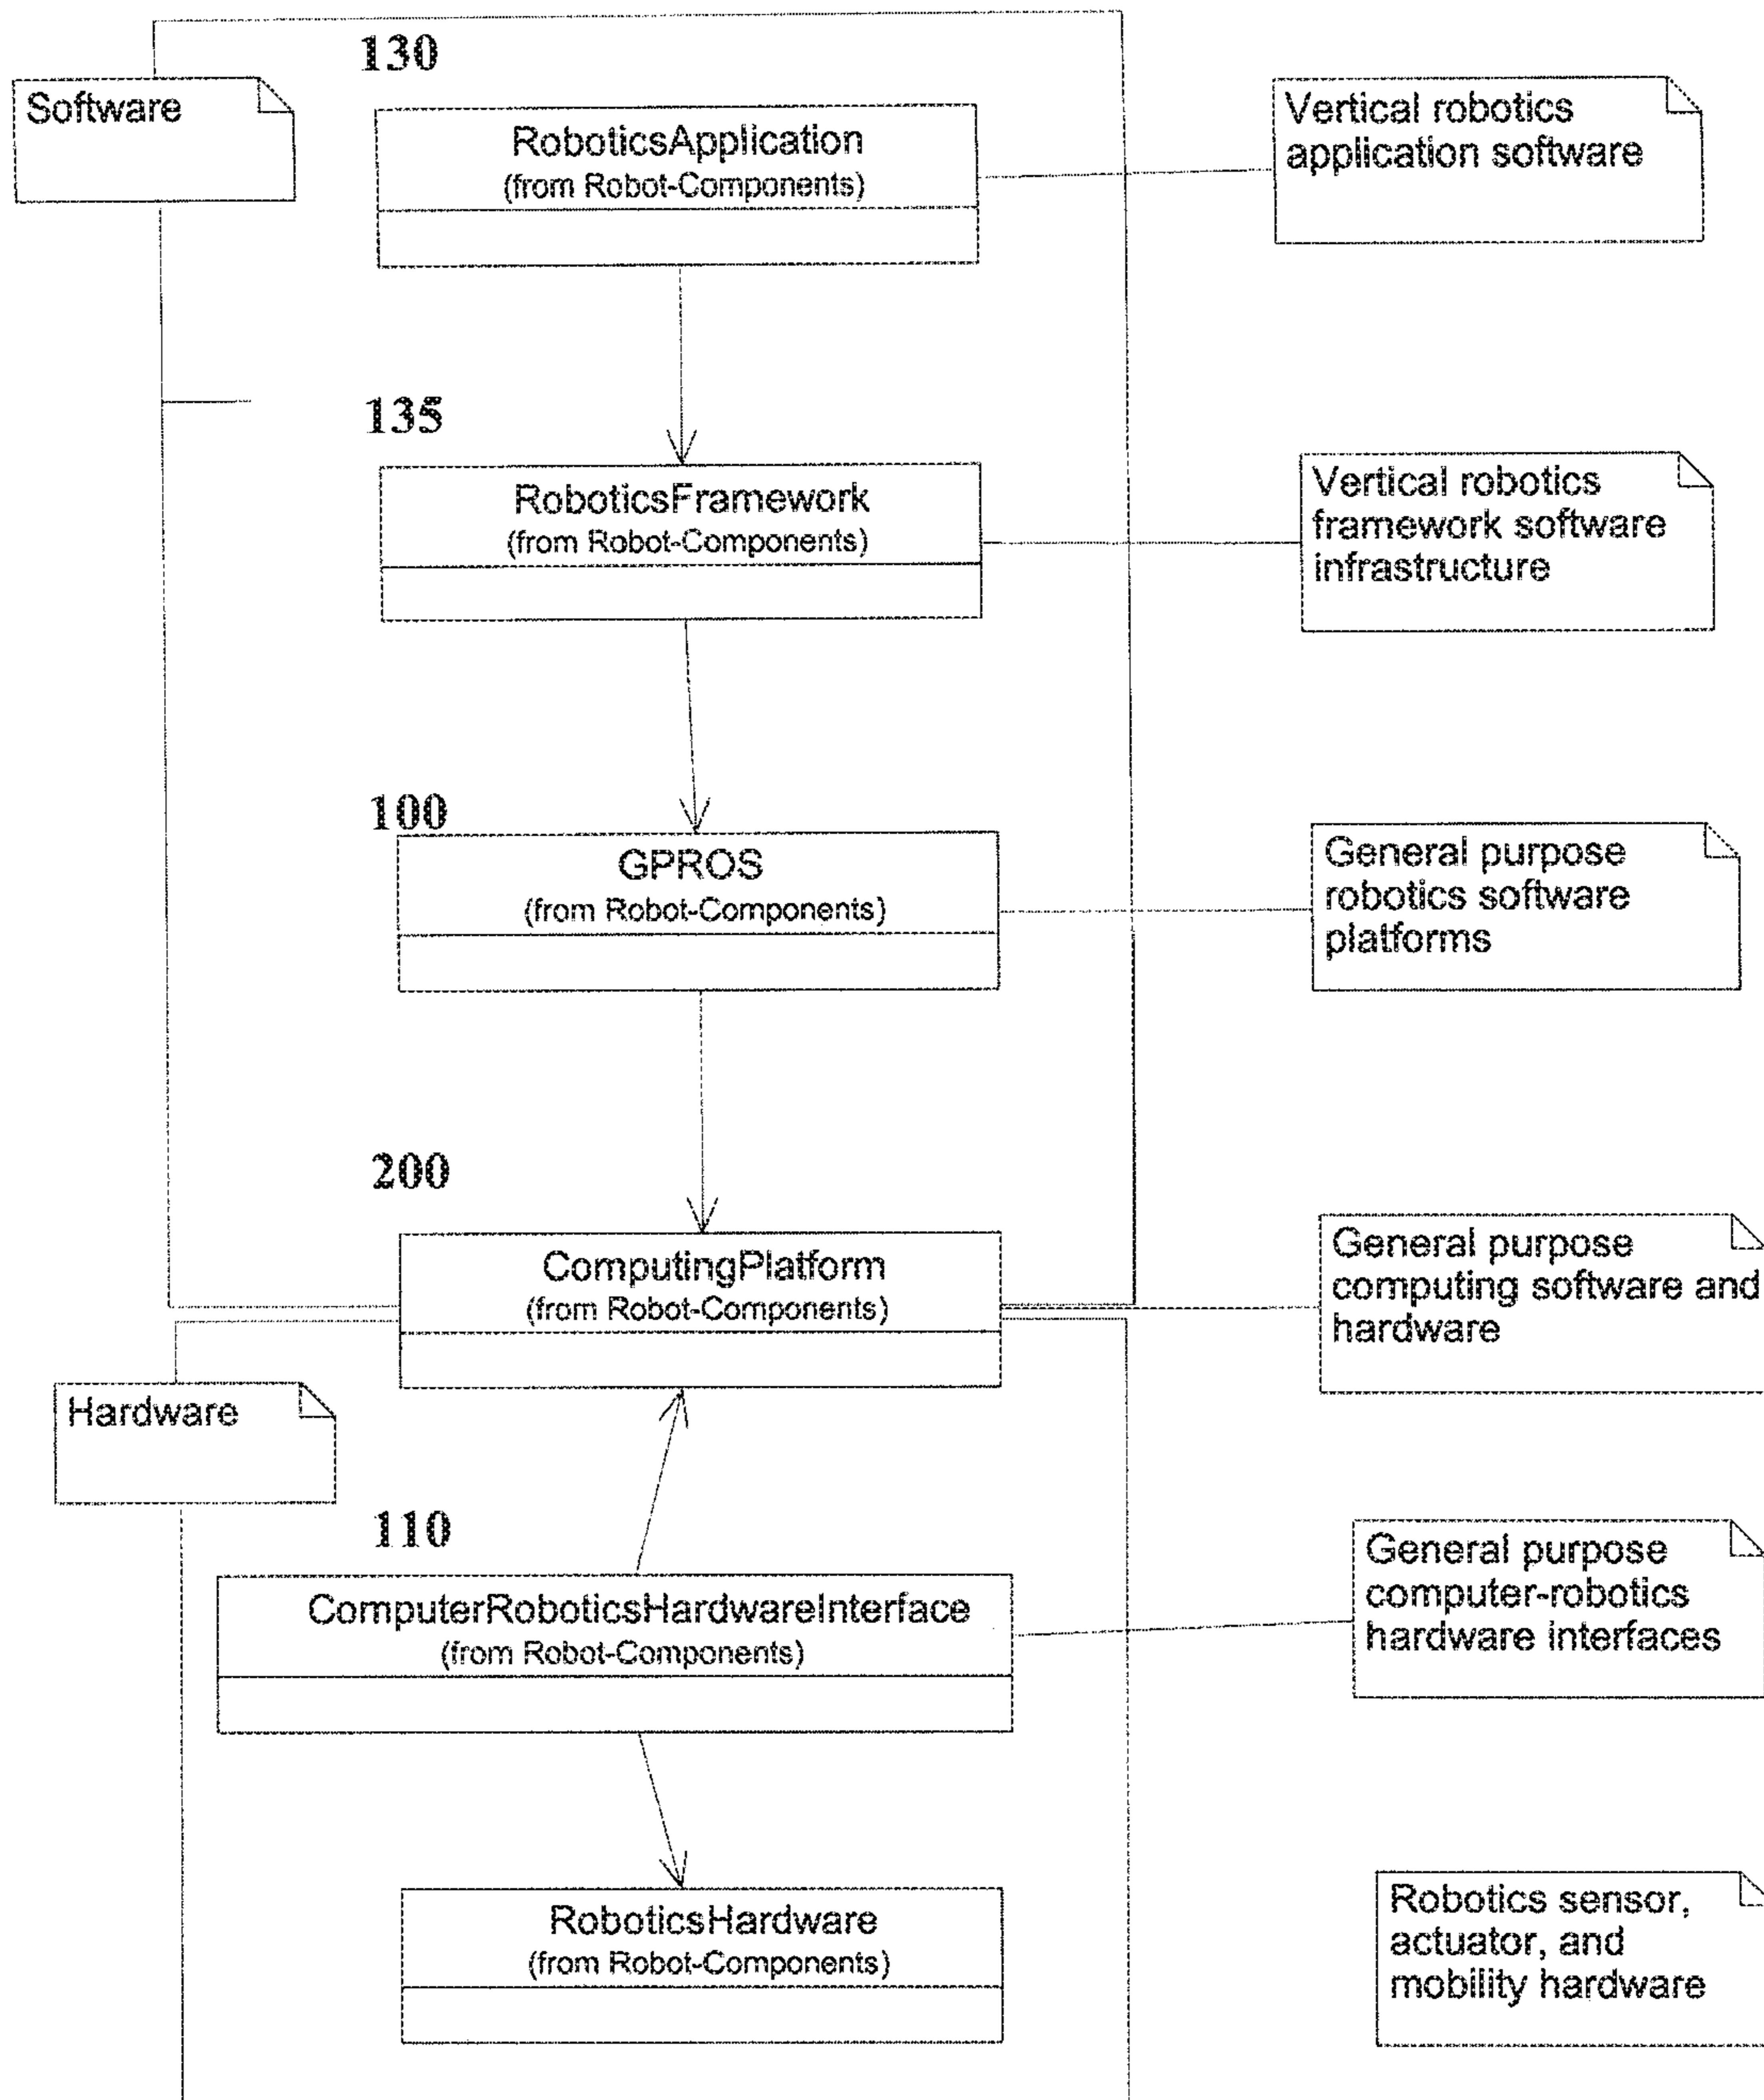 130
Software
RoboticsApplication
(from Robot-Components)
Vertical robotics
application software
135
RoboticsFramework
(from Robot-Components)
Vertical robotics
framework software
infrastructure
100
GPROS
(from Robot-Components)
General purpose
robotics software
platforms
200
ComputingPlatform
(from Robot-Components)
General purpose
computing software and
hardware
Hardware
110
ComputerRoboticsHardwareInterface
(from Robot-Components)
General purpose
computer-robotics
hardware interfaces
RoboticsHardware
(from Robot-Components)
Robotics sensor,
actuator, and
mobility hardware